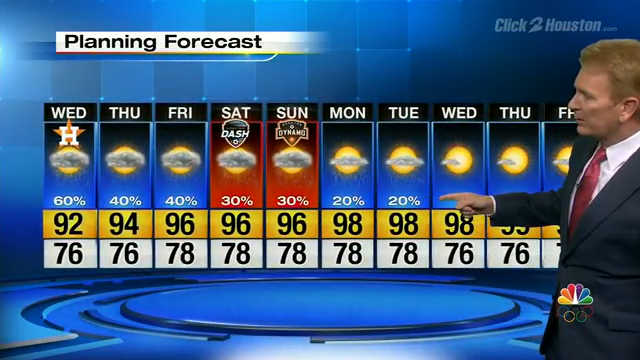 Click2Houston.com
Planning Forecast
WED THU FRI SAT SUN MON TUE WED THU
H DASH DYNAMO
60% 40% 40% 30% 30% 20% 20%
92 94 96 96 96 98 98 98
76 76 78 78 78 78 78 76 76